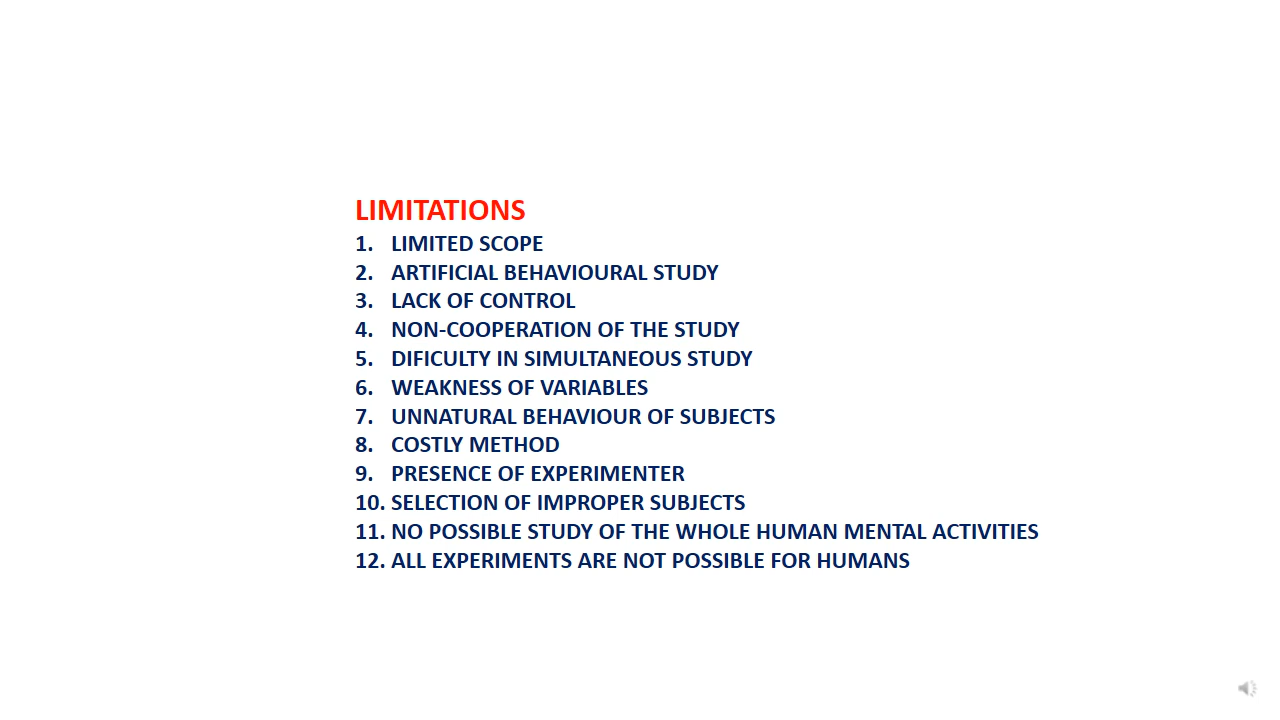 LIMITATIONS
1. LIMITED SCOPE
2. ARTIFICIAL BEHAVIOURAL STUDY
3. LACK OF CONTROL
4. NON-COOPERATION OF THE STUDY
5. DIFICULTY IN SIMULTANEOUS STUDY
6. WEAKNESS OF VARIABLES
7. UNNATURAL BEHAVIOUR OF SUBJECTS
8. COSTLY METHOD
9. PRESENCE OF EXPERIMENTER
10. SELECTION OF IMPROPER SUBJECTS
11. NO POSSIBLE STUDY OF THE WHOLE HUMAN MENTAL ACTIVITIES
12. ALL EXPERIMENTS ARE NOT POSSIBLE FOR HUMANS